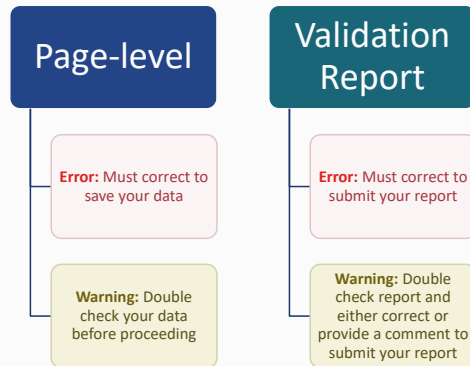 Page-level
Error: Must correct to
save your data
Warning: Double
check your data
before proceeding
Validation
Report
Error: Must correct to
submit your report
Warning: Double
check report and
either correct or
provide a comment to
submit your report